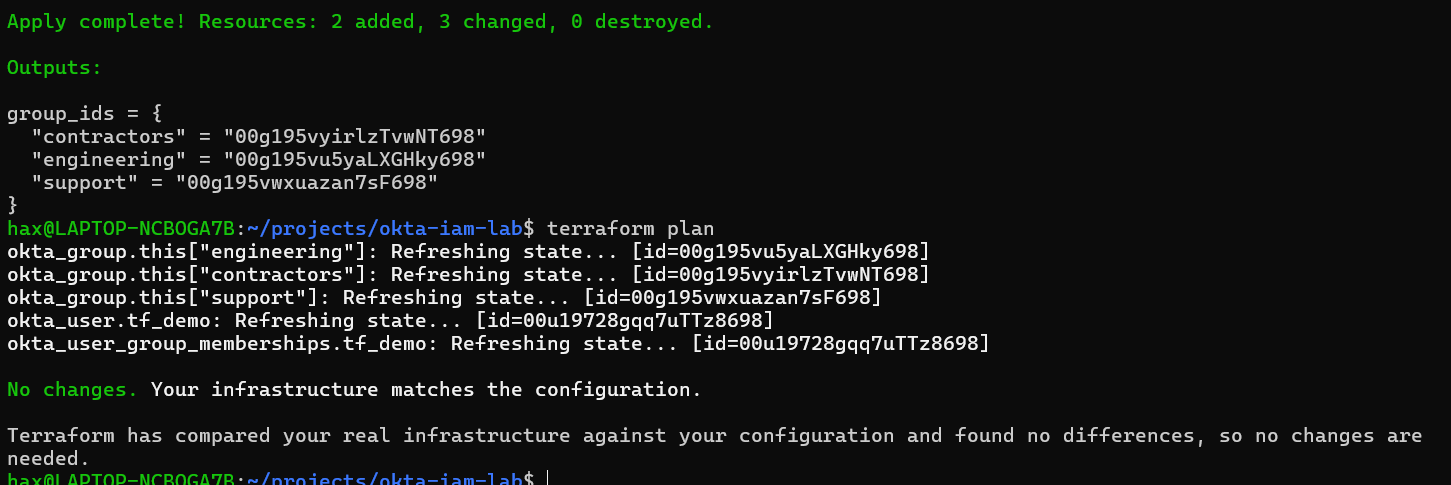 Apply complete! Resources: 2 added, 3 changed, 0 destroyed.
Outputs:
group_ids = {
  "contractors" = "00g195vyirlzTvwNT698"
  "engineering" = "00g195vu5yaLXGHky698"
  "support" = "00g195vwxuazan7sF698"
}
hax@LAPTOP-NCBOGA7B:~/projects/okta-iam-lab$ terraform plan
okta_group.this["engineering"]: Refreshing state... [id=00g195vu5yaLXGHky698]
okta_group.this["contractors"]: Refreshing state... [id=00g195vyirlzTvwNT698]
okta_group.this["support"]: Refreshing state... [id=00g195vwxuazan7sF698]
okta_user.tf_demo: Refreshing state... [id=00u19728gqq7uTTz8698]
okta_user_group_memberships.tf_demo: Refreshing state... [id=00u19728gqq7uTTz8698]
No changes. Your infrastructure matches the configuration.
Terraform has compared your real infrastructure against your configuration and found no differences, so no changes are
needed.
hax@LAPTOP-NCBOGA7B:~/projects/okta-iam-lab$